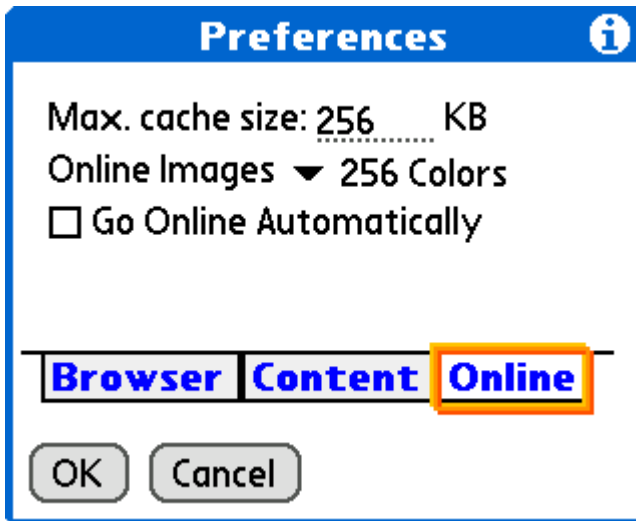 Preferences
Max. cache size: 256 KB
Online Images 256 Colors
Go Online Automatically
Browser Content Online
OK Cancel